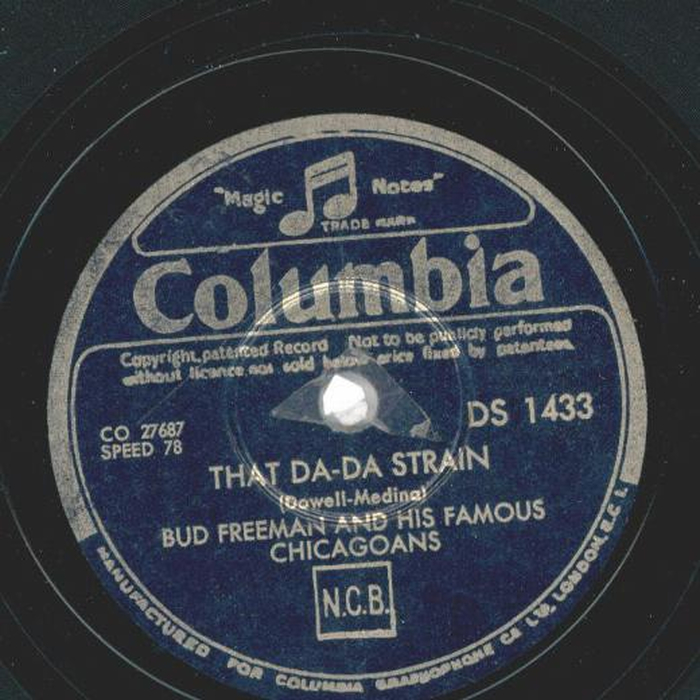 "Magic Notes"
TRADE MARK
Columbia
Copyright, patented Record Not to be publicly performed
without licence, nor sold below price fixed by patentees.
CO 27687
SPEED 78
DS 1433
THAT DA-DA STRAIN
(Dowell-Medina)
BUD FREEMAN AND HIS FAMOUS
CHICAGOANS
N.C.B.
MANUFACTURED FOR COLUMBIA GRAPHOPHONE Co LTD, LONDON, E.C.1.